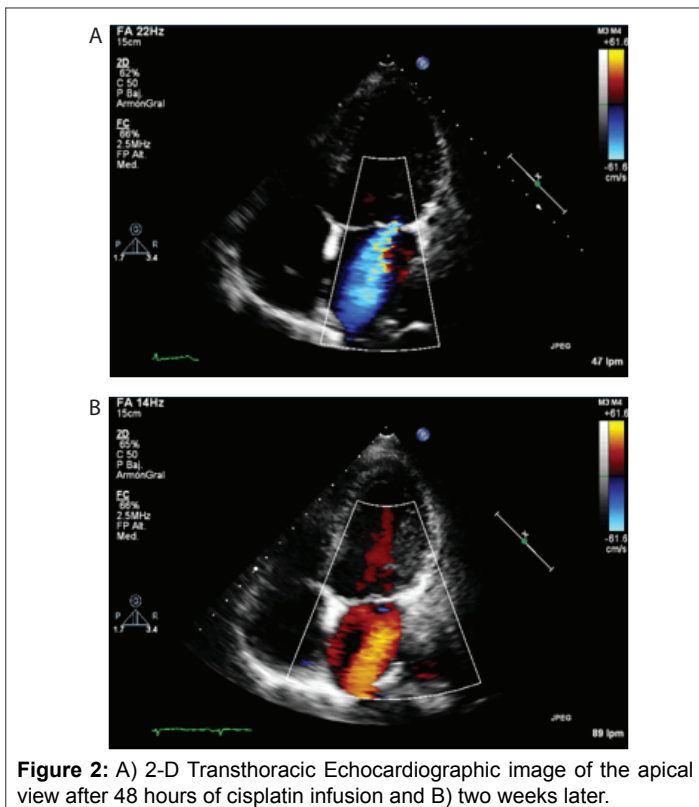 A
FA 22Hz
15cm
2D
62%
C 50
P Baj.
ArmónGral
FC
66%
2.5MHz
FP Alt.
Med.
M3 M4
+61.6
-61.6
cm/s
G
P R
1.7 3.4
JPEG
47 lpm
B
FA 14Hz
15cm
2D
65%
C 50
P Baj.
ArmónGral
FC
66%
2.5MHz
FP Alt.
Med.
M3 M4
+61.6
-61.6
cm/s
G
P R
1.7 3.4
JPEG
89 lpm
Figure 2: A) 2-D Transthoracic Echocardiographic image of the apical
view after 48 hours of cisplatin infusion and B) two weeks later.